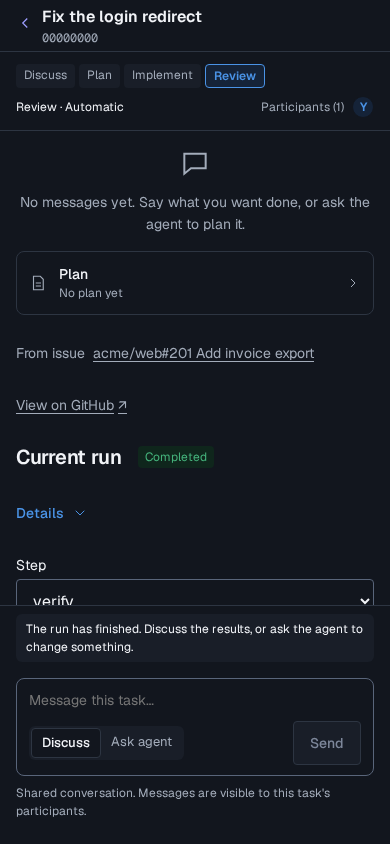 Fix the login redirect
00000000
Discuss Plan Implement Review
Review · Automatic Participants (1) Y
No messages yet. Say what you want done, or ask the
agent to plan it.
Plan
No plan yet
From issue acme/web#201 Add invoice export
View on GitHub ↗
Current run Completed
Details
Step
verify
The run has finished. Discuss the results, or ask the agent to
change something.
Message this task...
Discuss Ask agent Send
Shared conversation. Messages are visible to this task's
participants.